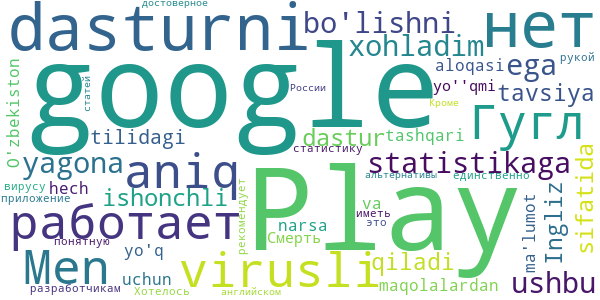 достоверное
dasturni
bo'lishni
нет
google
xohladim
aloqasi
ega
рукой
O'zbekiston
статей
России
yo''qmi
tavsiya
Кроме
tilidagi
dastur
tashqari
Гугл
yagona
aniq
статистику
statistikaga
sifatida
Play
альтернативы
единственно
вирусу
hech
ishonchli
приложение
рекомендует
narsa
va
иметь
Ingliz
ma'lumot
работает
Смерть
это
понятную
yo'q
Men
virusli
qiladi
uchun
maqolalardan
ushbu
разработчикам
Хотелось
английском